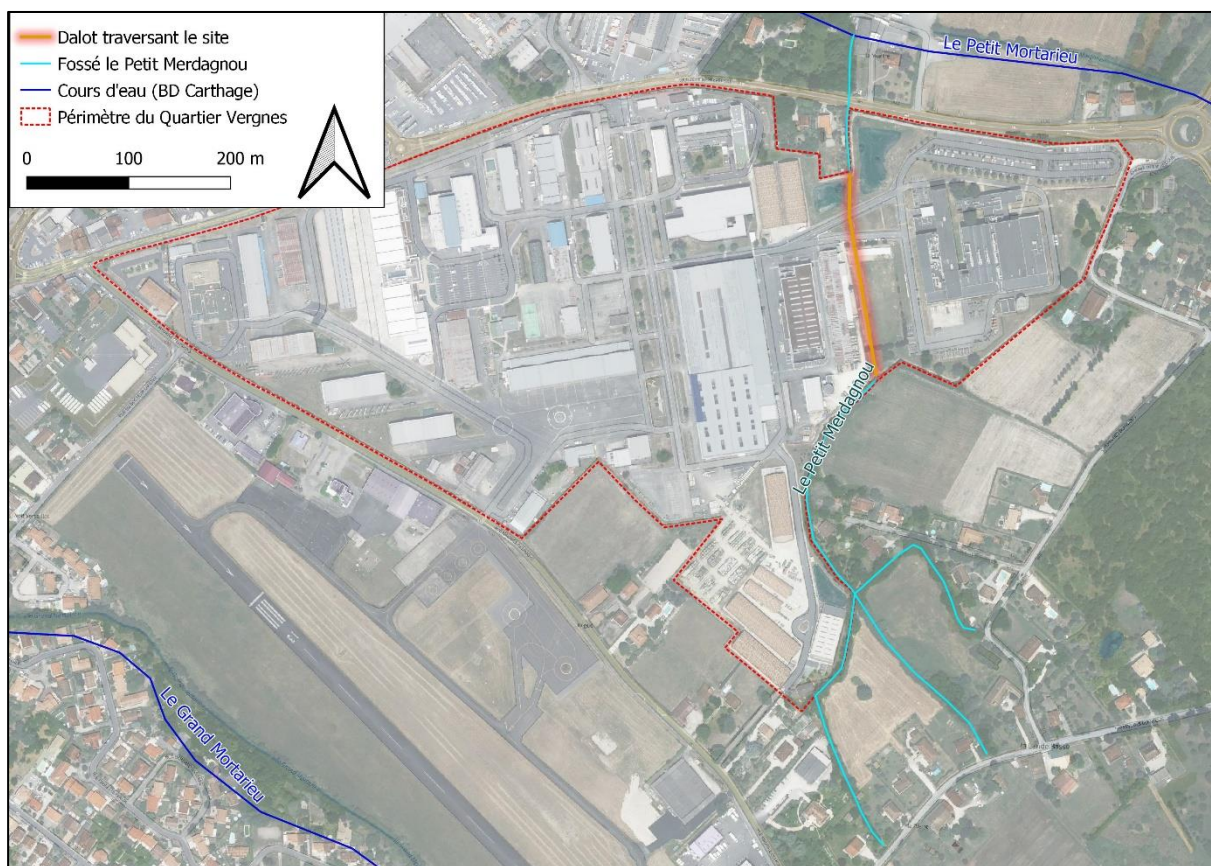 Dalot traversant le site
Fossé le Petit Merdagnou
Cours d'eau (BD Carthage)
Périmètre du Quartier Vergnes
0 100 200 m
Le Petit Mortarieu
Le Petit Merdagnou
Le Grand Mortarieu